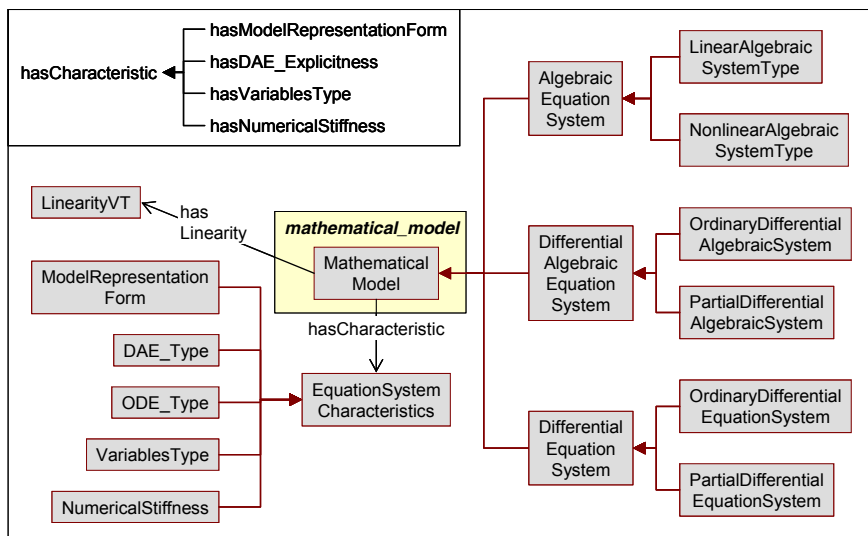 hasCharacteristic
hasModelRepresentationForm
hasDAE_Explicitness
hasVariablesType
hasNumericalStiffness
LinearityVT
has
Linearity
mathematical_model
Mathematical
Model
hasCharacteristic
EquationSystem
Characteristics
ModelRepresentation
Form
DAE_Type
ODE_Type
VariablesType
NumericalStiffness
Algebraic
Equation
System
LinearAlgebraic
SystemType
NonlinearAlgebraic
SystemType
Differential
Algebraic
Equation
System
OrdinaryDifferential
AlgebraicSystem
PartialDifferential
AlgebraicSystem
Differential
Equation
System
OrdinaryDifferential
EquationSystem
PartialDifferential
EquationSystem